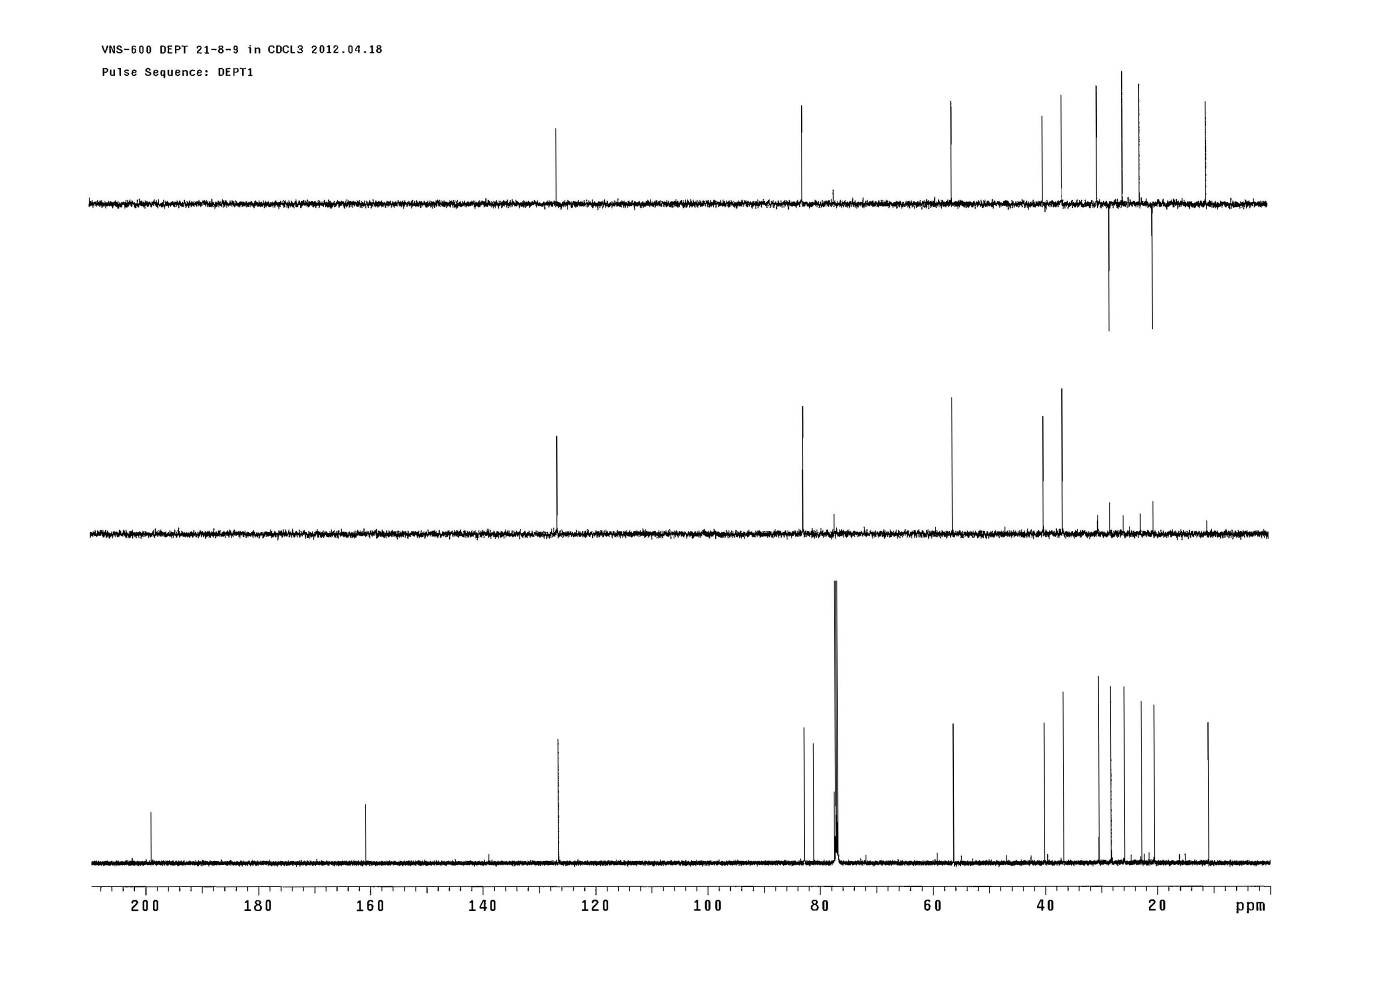 VNS-600 DEPT 21-8-9 in CDCL3 2012.04.18
Pulse Sequence: DEPT1
200 180 160 140 120 100 80 60 40 20 ppm